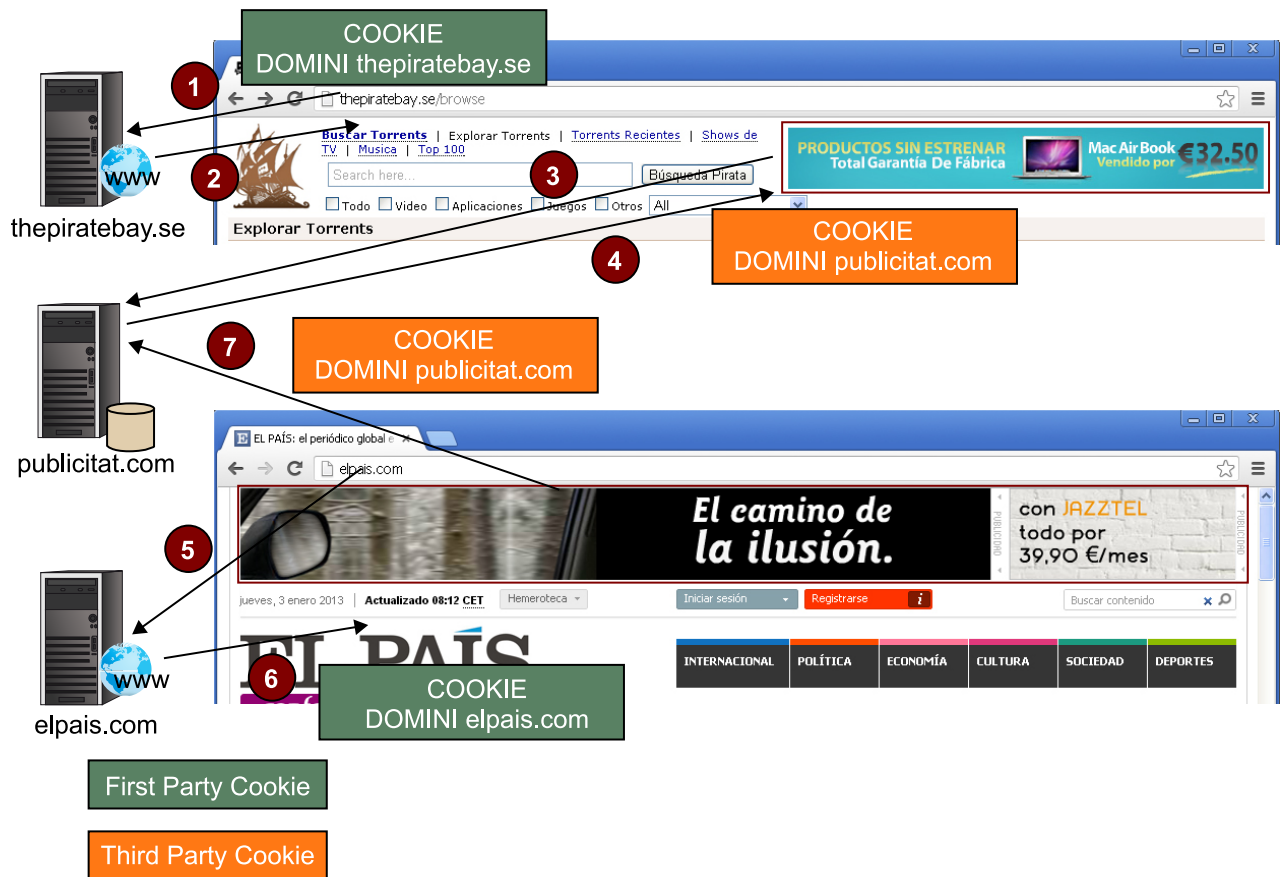 COOKIE
DOMINI thepiratebay.se
1
thepiratebay.se/browse
Buscar Torrents | Explorar Torrents | Torrents Recientes | Shows de
TV | Musica | Top 100
Search here...
Búsqueda Pirata
Todo Video Aplicaciones Juegos Otros All
Explorar Torrents
PRODUCTOS SIN ESTRENAR
Total Garantía De Fábrica
Mac Air Book
Vendido por
€32.50
www
2
3
thepiratebay.se
4
COOKIE
DOMINI publicitat.com
7
COOKIE
DOMINI publicitat.com
publicitat.com
EL PAÍS: el periódico global e
elpais.com
El camino de
la ilusión.
PUBLICIDAD
con JAZZTEL
todo por
39,90 €/mes
PUBLICIDAD
5
jueves, 3 enero 2013 | Actualizado 08:12 CET
Hemeroteca
Iniciar sesión
Registrarse
i
Buscar contenido
EL PAÍS
INTERNACIONAL
POLÍTICA
ECONOMÍA
CULTURA
SOCIEDAD
DEPORTES
www
6
COOKIE
DOMINI elpais.com
elpais.com
First Party Cookie
Third Party Cookie